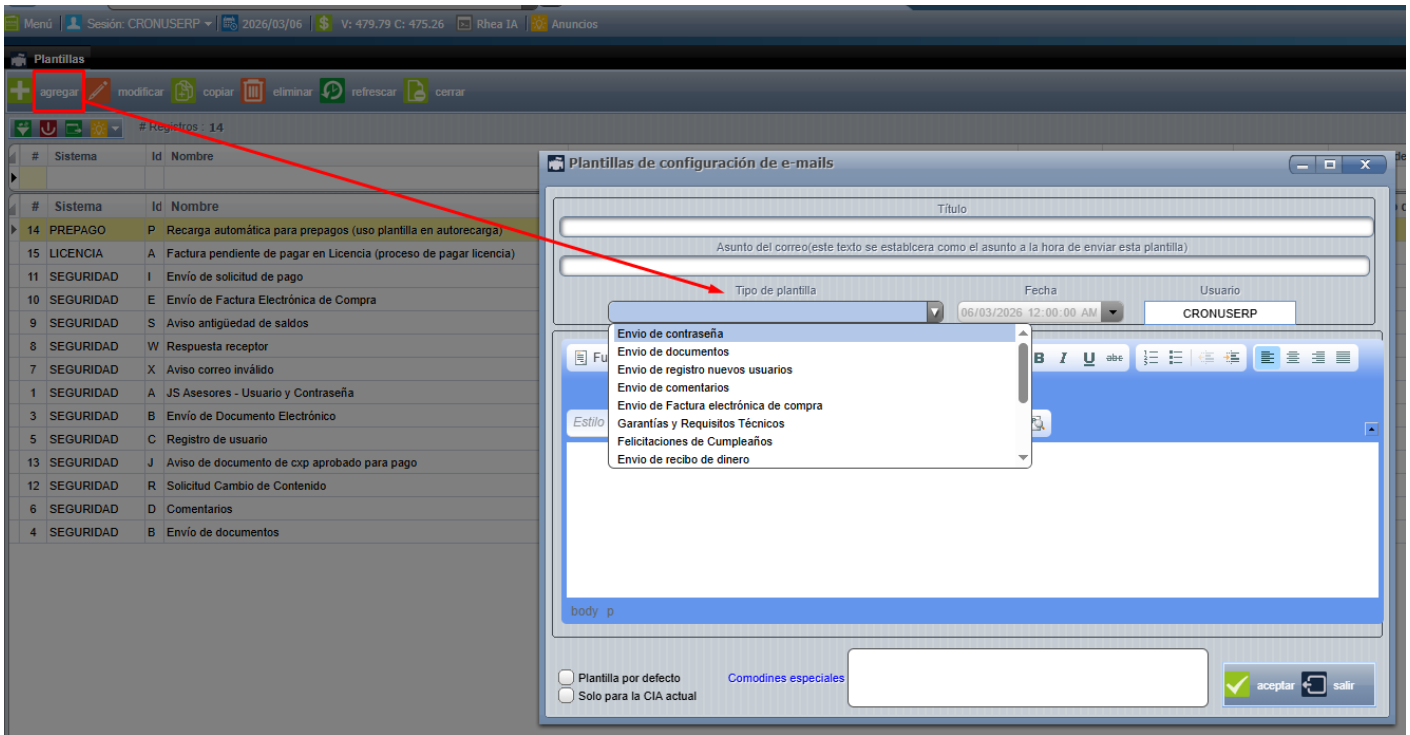 Menú Sesión: CRONUSERP 2026/03/06 V: 479.79 C: 475.26 Rhea IA Anuncios
Plantillas
agregar modificar copiar eliminar refrescar cerrar
# Registros : 14
# Sistema Id Nombre
# Sistema Id Nombre
14 PREPAGO P Recarga automática para prepagos (uso plantilla en autorecarga)
15 LICENCIA A Factura pendiente de pagar en Licencia (proceso de pagar licencia)
11 SEGURIDAD I Envío de solicitud de pago
10 SEGURIDAD E Envío de Factura Electrónica de Compra
9 SEGURIDAD S Aviso antigüedad de saldos
8 SEGURIDAD W Respuesta receptor
7 SEGURIDAD X Aviso correo inválido
1 SEGURIDAD A JS Asesores - Usuario y Contraseña
3 SEGURIDAD B Envío de Documento Electrónico
5 SEGURIDAD C Registro de usuario
13 SEGURIDAD J Aviso de documento de cxp aprobado para pago
12 SEGURIDAD R Solicitud Cambio de Contenido
6 SEGURIDAD D Comentarios
4 SEGURIDAD B Envío de documentos
Plantillas de configuración de e-mails
Título
Asunto del correo(este texto se establcera como el asunto a la hora de enviar esta plantilla)
Tipo de plantilla Fecha Usuario
06/03/2026 12:00:00 AM CRONUSERP
Envio de contraseña
Envio de documentos
Envio de registro nuevos usuarios
Envio de comentarios
Envio de Factura electrónica de compra
Garantías y Requisitos Técnicos
Felicitaciones de Cumpleaños
Envio de recibo de dinero
Fu B I U abc
Estilo
body p
Plantilla por defecto Comodines especiales
Solo para la CIA actual
aceptar salir